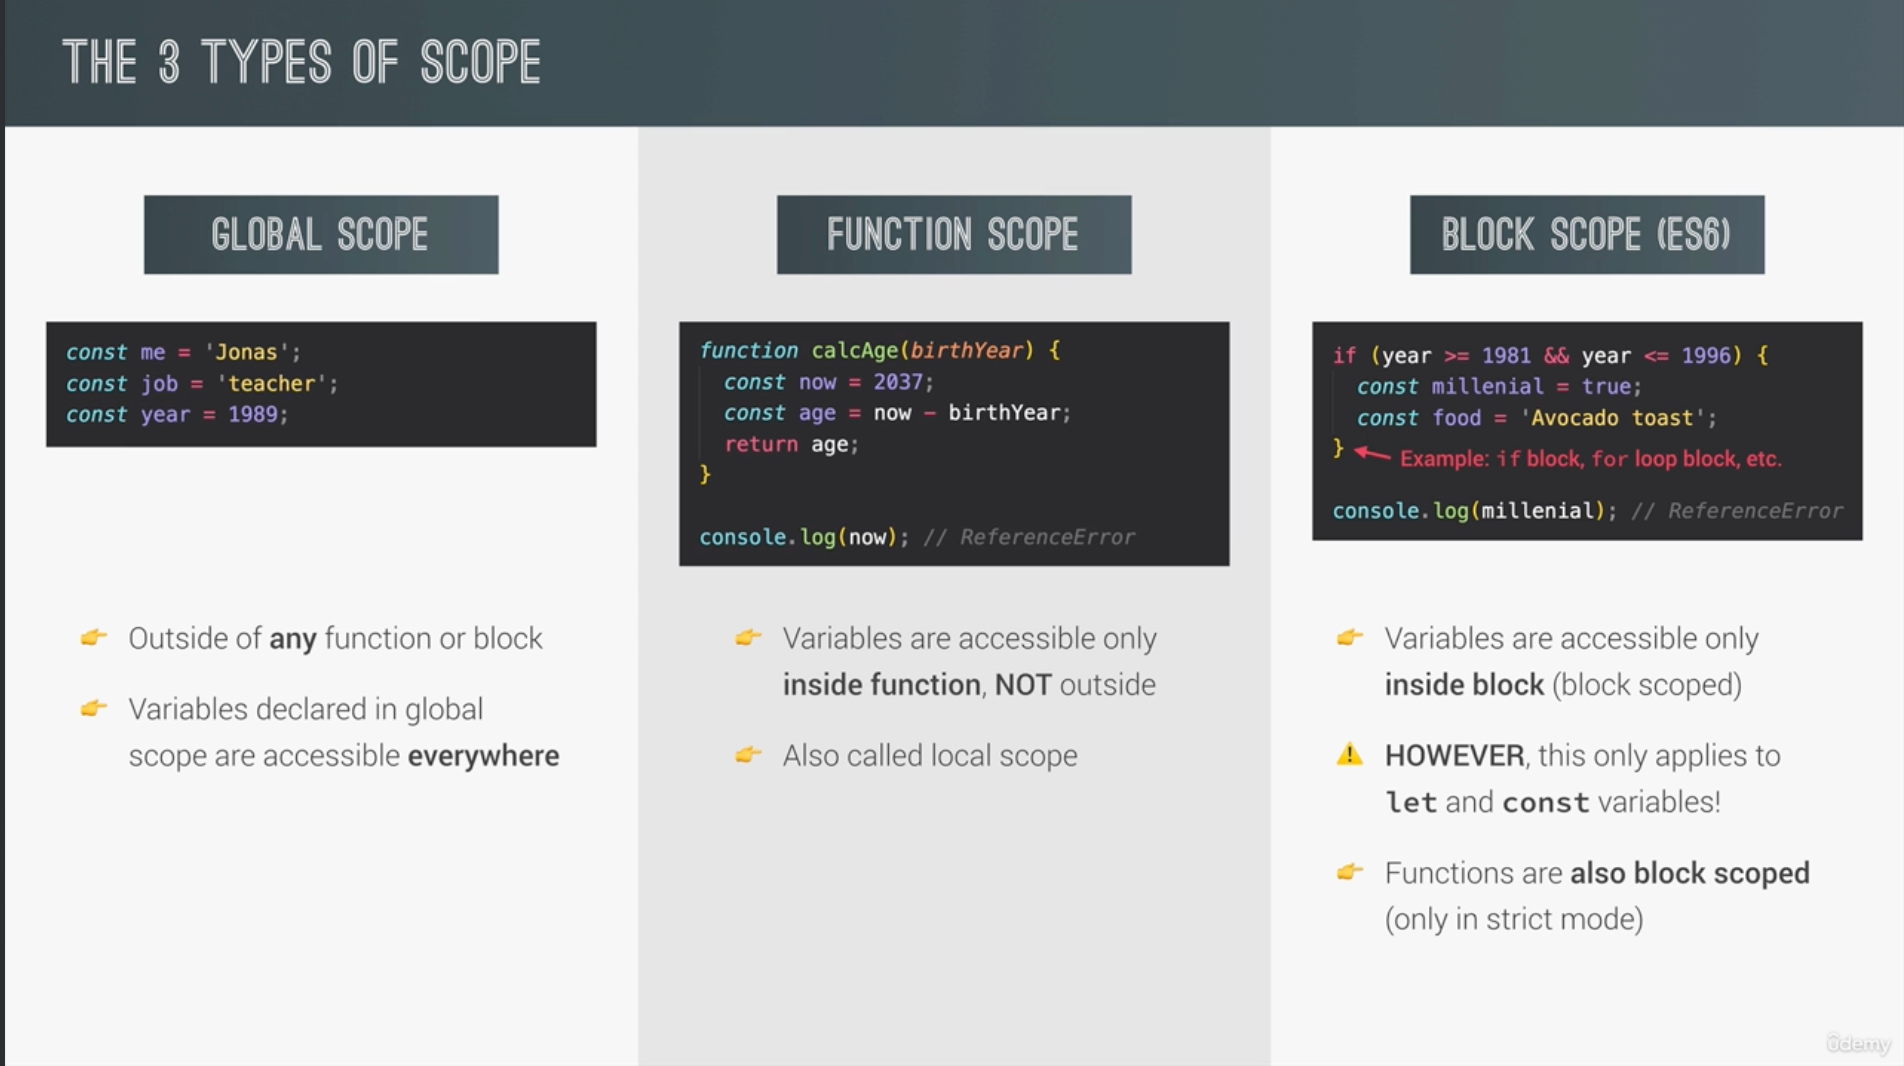 THE 3 TYPES OF SCOPE
GLOBAL SCOPE
const me = 'Jonas';
const job = 'teacher';
const year = 1989;
👉 Outside of any function or block
👉 Variables declared in global
scope are accessible everywhere
FUNCTION SCOPE
function calcAge(birthYear) {
const now = 2037;
const age = now - birthYear;
return age;
}
console.log(now); // ReferenceError
👉 Variables are accessible only
inside function, NOT outside
👉 Also called local scope
BLOCK SCOPE (ES6)
if (year >= 1981 && year <= 1996) {
const millenial = true;
const food = 'Avocado toast';
} Example: if block, for loop block, etc.
console.log(millenial); // ReferenceError
👉 Variables are accessible only
inside block (block scoped)
⚠️ HOWEVER, this only applies to
let and const variables!
👉 Functions are also block scoped
(only in strict mode)
ûdemy